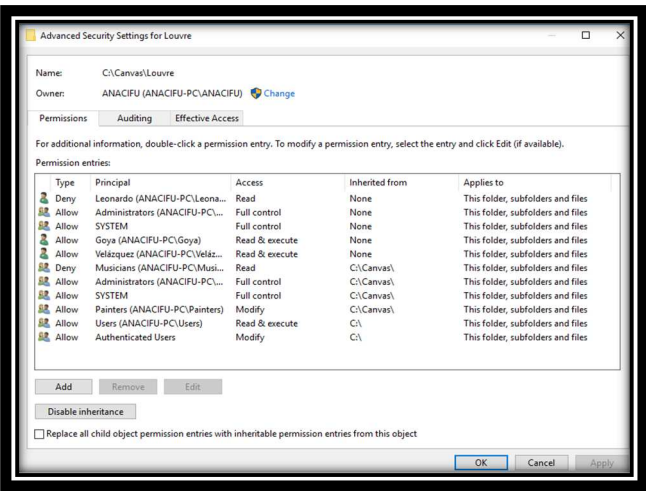 Advanced Security Settings for Louvre
Name: C:\Canvas\Louvre
Owner: ANACIFU (ANACIFU-PC\ANACIFU) Change
Permissions Auditing Effective Access
For additional information, double-click a permission entry. To modify a permission entry, select the entry and click Edit (if available).
Permission entries:
Type Principal Access Inherited from Applies to
Deny Leonardo (ANACIFU-PC\Leona... Read None This folder, subfolders and files
Allow Administrators (ANACIFU-PC\... Full control None This folder, subfolders and files
Allow SYSTEM Full control None This folder, subfolders and files
Allow Goya (ANACIFU-PC\Goya) Read & execute None This folder, subfolders and files
Allow Velázquez (ANACIFU-PC\Veláz... Read & execute None This folder, subfolders and files
Deny Musicians (ANACIFU-PC\Musi... Read C:\Canvas\ This folder, subfolders and files
Allow Administrators (ANACIFU-PC\... Full control C:\Canvas\ This folder, subfolders and files
Allow SYSTEM Full control C:\Canvas\ This folder, subfolders and files
Allow Painters (ANACIFU-PC\Painters) Modify C:\Canvas\ This folder, subfolders and files
Allow Users (ANACIFU-PC\Users) Read & execute C:\ This folder, subfolders and files
Allow Authenticated Users Modify C:\ This folder, subfolders and files
Add Remove Edit
Disable inheritance
Replace all child object permission entries with inheritable permission entries from this object
OK Cancel Apply